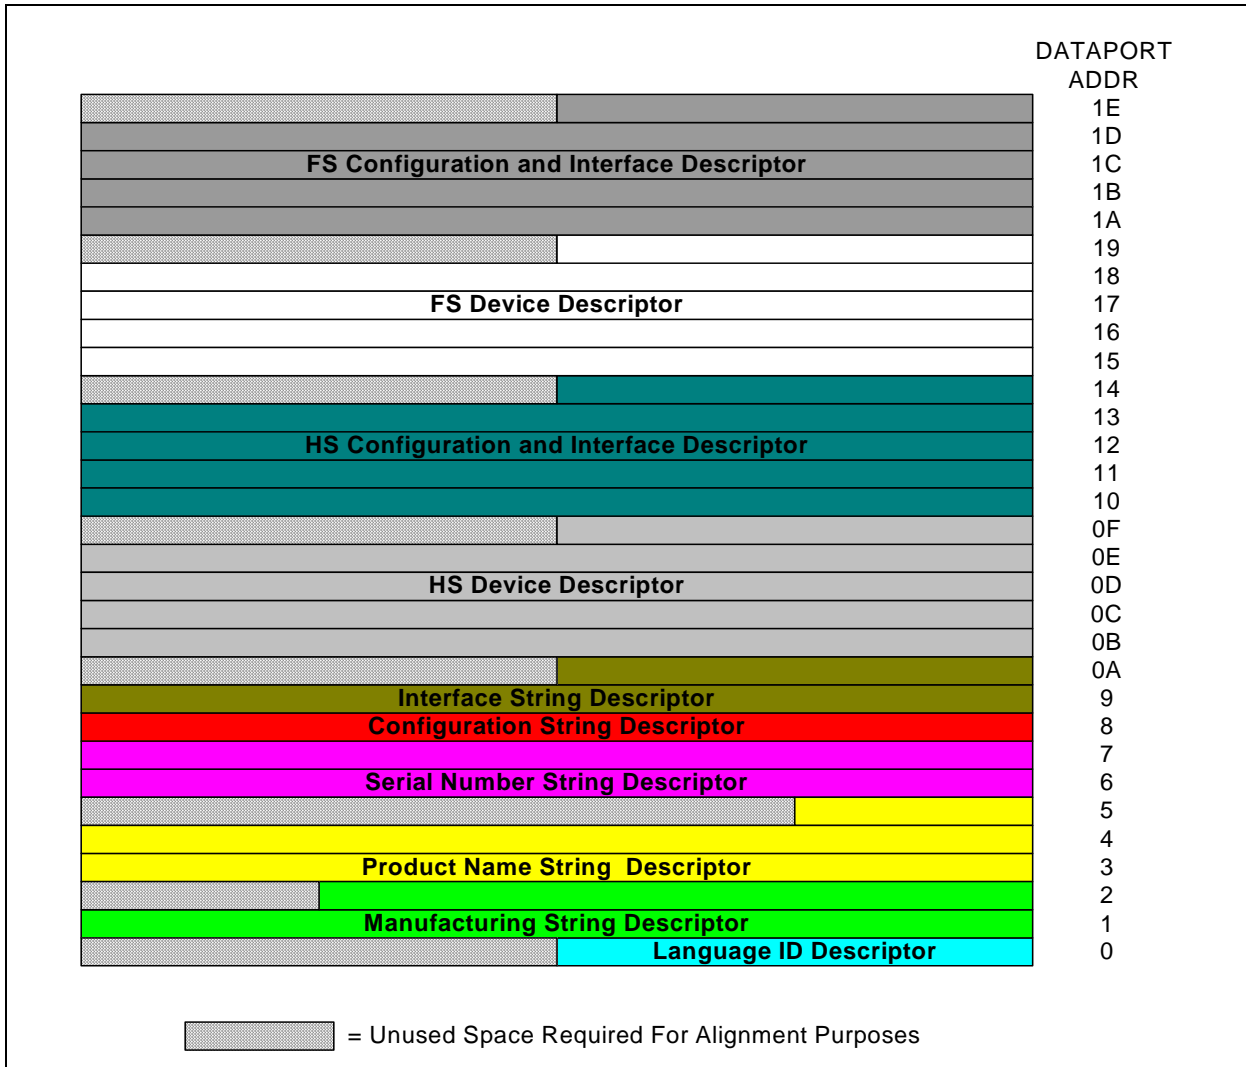 DATAPORT
ADDR
1E
1D
FS Configuration and Interface Descriptor 1C
1B
1A
19
18
FS Device Descriptor 17
16
15
14
13
HS Configuration and Interface Descriptor 12
11
10
0F
0E
HS Device Descriptor 0D
0C
0B
0A
Interface String Descriptor 9
Configuration String Descriptor 8
7
Serial Number String Descriptor 6
5
4
Product Name String Descriptor 3
2
Manufacturing String Descriptor 1
Language ID Descriptor 0
= Unused Space Required For Alignment Purposes